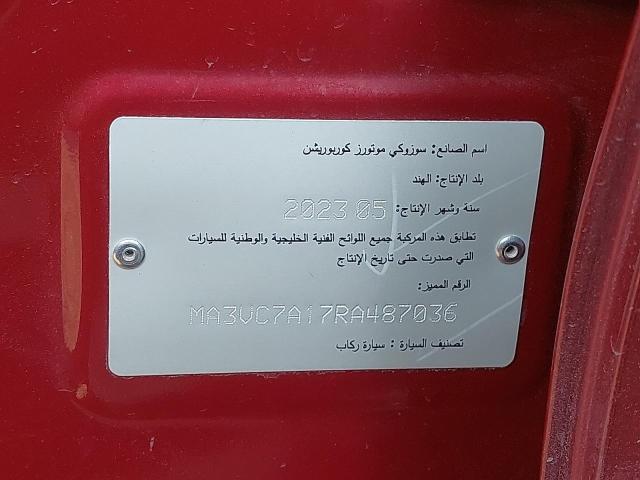 اسم الصانع: سوزوكي موتورز كوربوريشن
بلد الإنتاج: الهند
سنة وشهر الإنتاج: 2023 05
تطابق هذه المركبة جميع اللوائح الفنية الخليجية والوطنية للسيارات
التي صدرت حتى تاريخ الإنتاج
الرقم المميز:
MA3VC7A17RA487036
تصنيف السيارة : سيارة ركاب